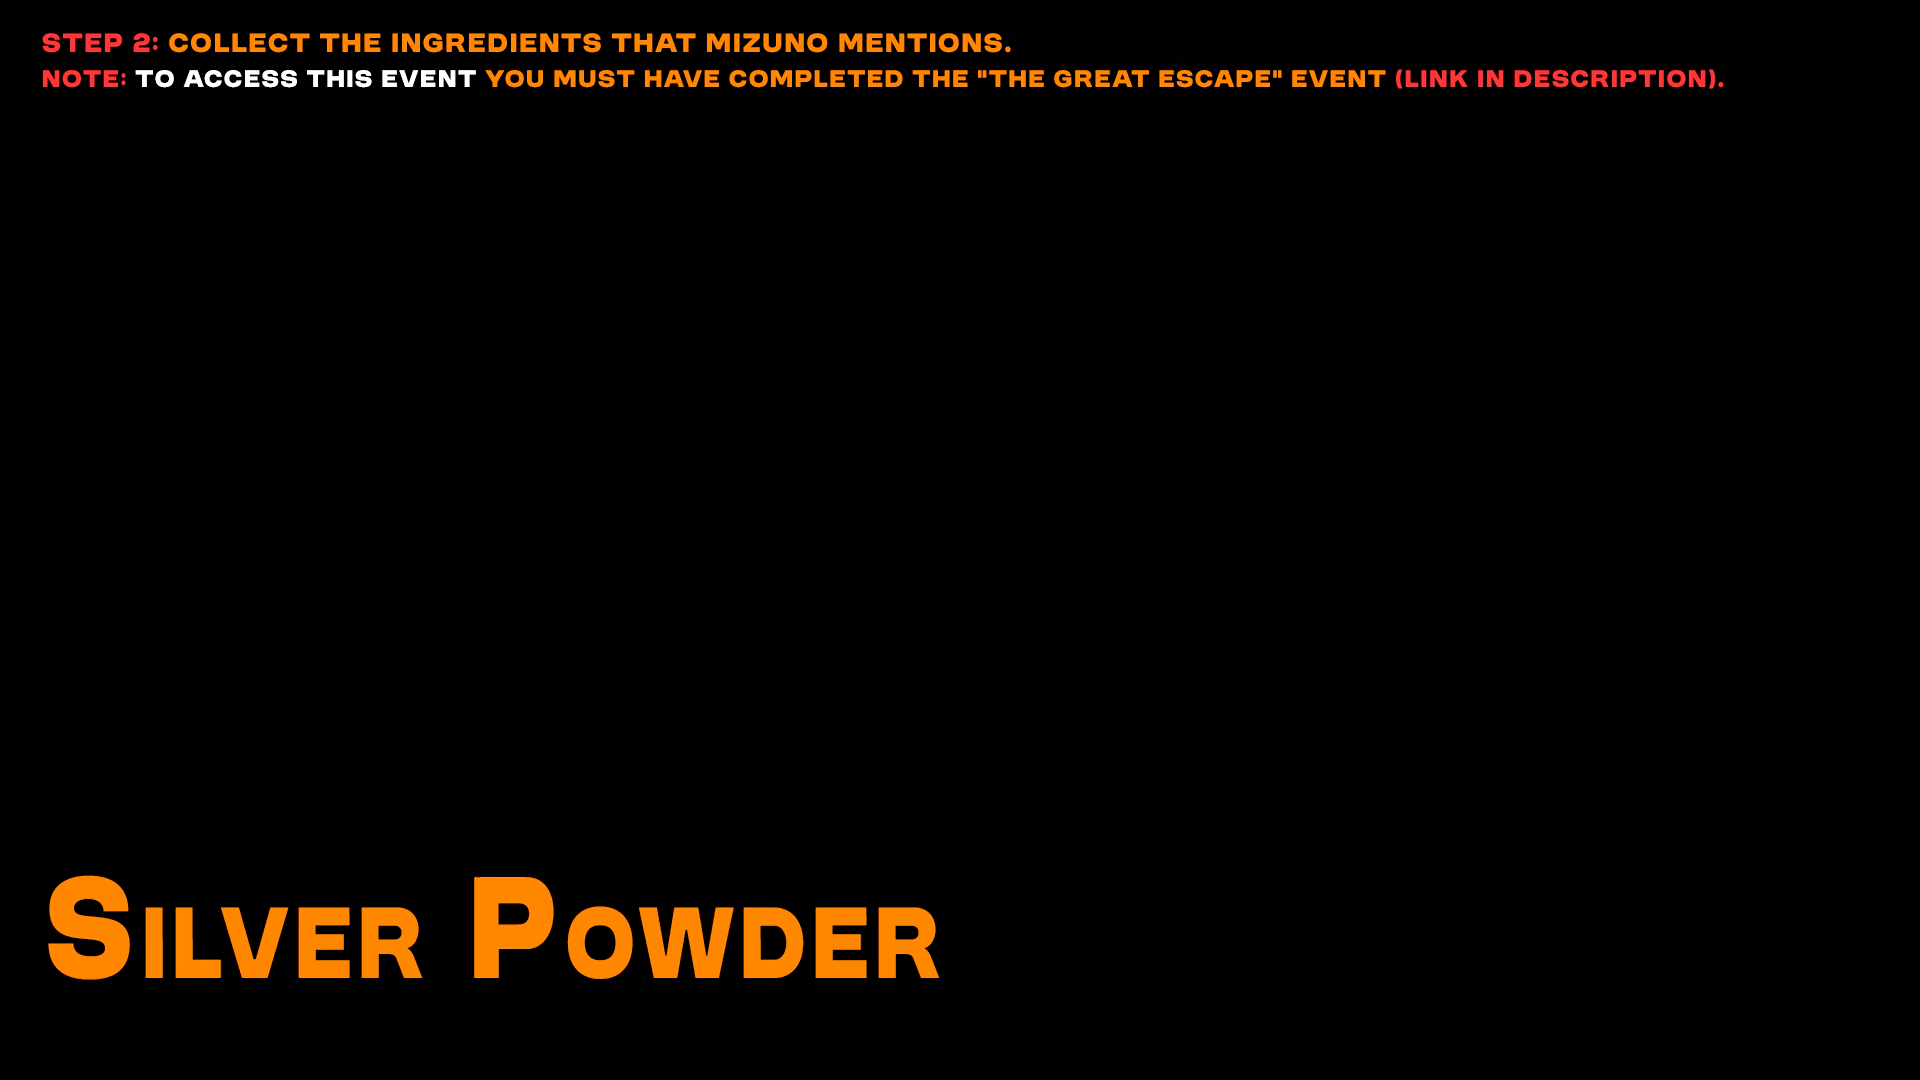 STEP 2: COLLECT THE INGREDIENTS THAT MIZUNO MENTIONS.
NOTE: TO ACCESS THIS EVENT YOU MUST HAVE COMPLETED THE "THE GREAT ESCAPE" EVENT (LINK IN DESCRIPTION).
SILVER POWDER